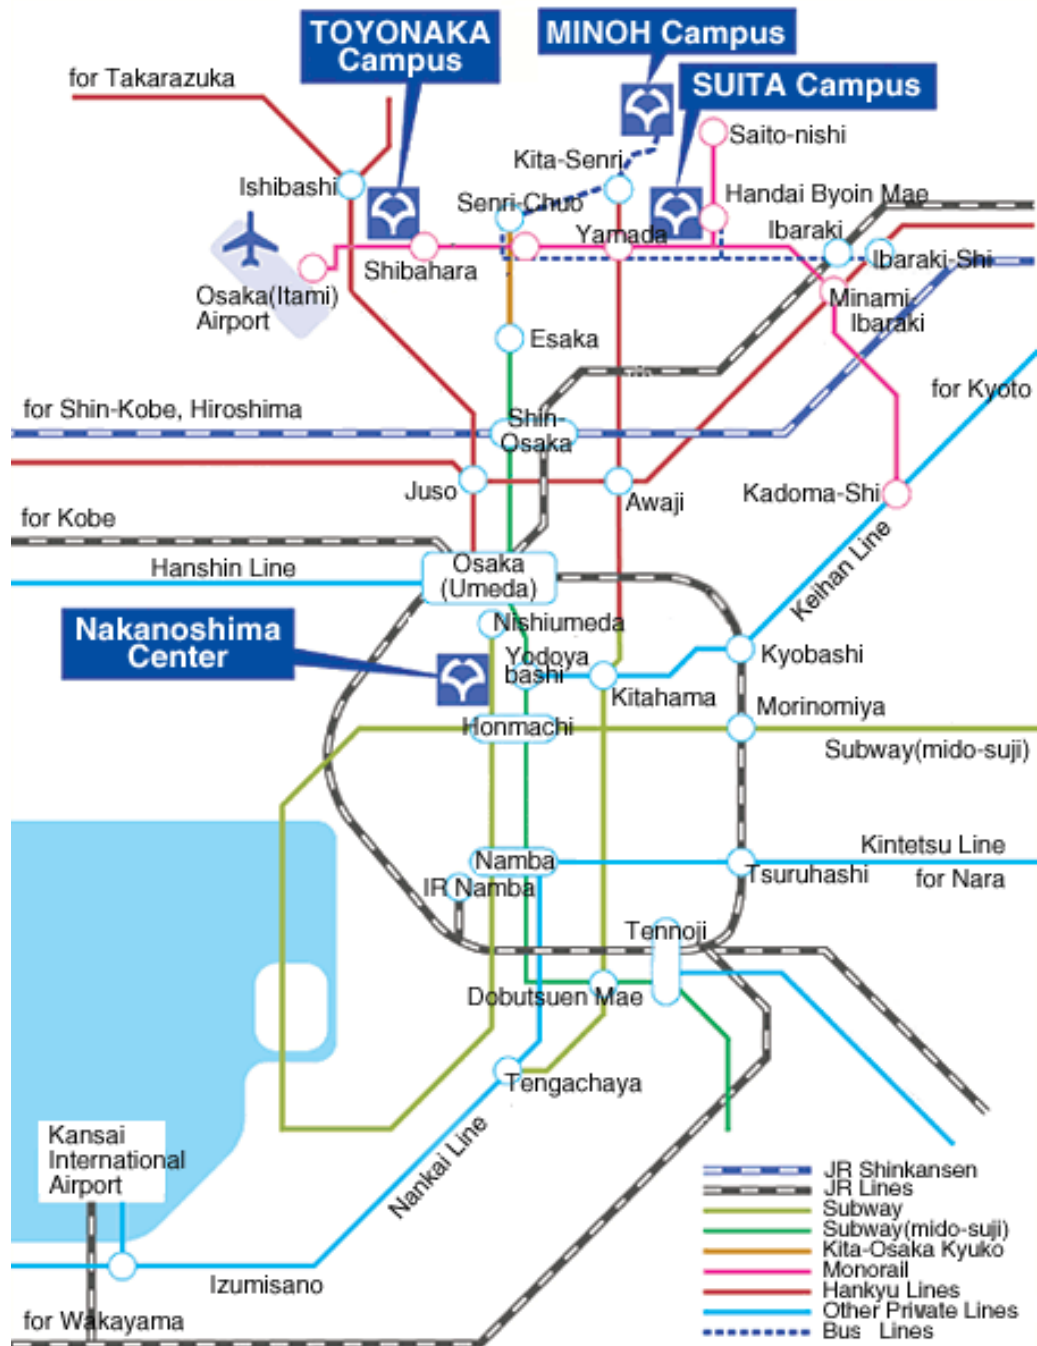 TOYONAKA
Campus
MINOH Campus
SUITA Campus
for Takarazuka
Saito-nishi
Kita-Senri
Ishibashi
Handai Byoin Mae
Senri-Chuo
Ibaraki
Yamada
Shibahara
Ibaraki-Shi
Osaka(Itami)
Airport
Minami-
Ibaraki
Esaka
for Kyoto
for Shin-Kobe, Hiroshima
Shin-
Osaka
Juso
Awaji
Kadoma-Shi
for Kobe
Hanshin Line
Osaka
(Umeda)
Keihan Line
Nakanoshima
Center
Nishiumeda
Yodoya
bashi
Kyobashi
Kitahama
Morinomiya
Honmachi
Subway(mido-suji)
Kintetsu Line
Namba
Tsuruhashi
for Nara
JR Namba
Tennoji
Dobutsuen Mae
Tengachaya
Kansai
International
Airport
Nankai Line
Izumisano
for Wakayama
JR Shinkansen
JR Lines
Subway
Subway(mido-suji)
Kita-Osaka Kyuko
Monorail
Hankyu Lines
Other Private Lines
Bus Lines